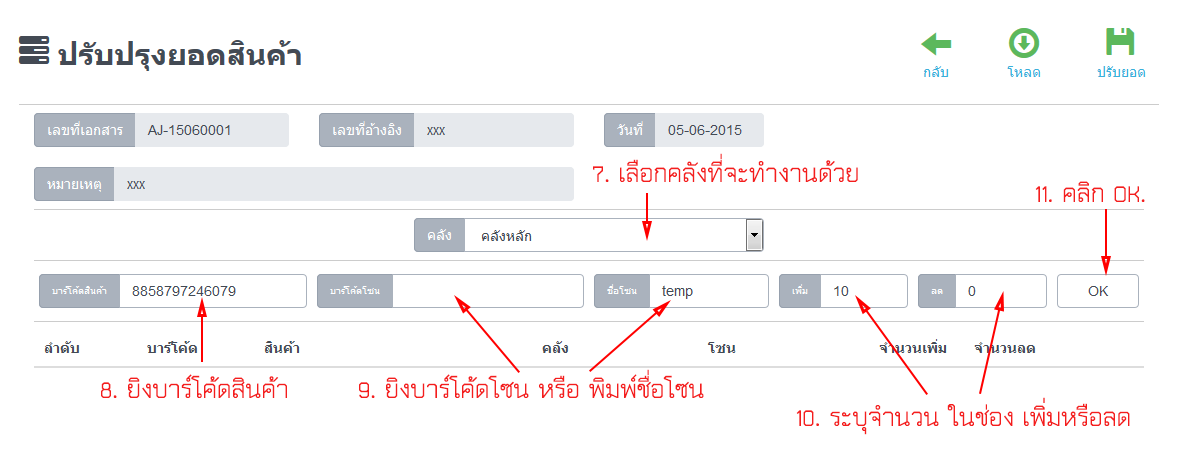 ปรับปรุงยอดสินค้า
กลับ โหลด ปรับยอด
เลขที่เอกสาร AJ-15060001 เลขที่อ้างอิง xxx วันที่ 05-06-2015
หมายเหตุ xxx
7. เลือกคลังที่จะทำงานด้วย
11. คลิก OK.
คลัง คลังหลัก
บาร์โค้ดสินค้า 8858797246079 บาร์โค้ดโซน ชื่อโซน temp เพิ่ม 10 ลด 0 OK
ลำดับ บาร์โค้ด สินค้า คลัง โซน จำนวนเพิ่ม จำนวนลด
8. ยิงบาร์โค้ดสินค้า 9. ยิงบาร์โค้ดโซน หรือ พิมพ์ชื่อโซน
10. ระบุจำนวน ในช่อง เพิ่มหรือลด